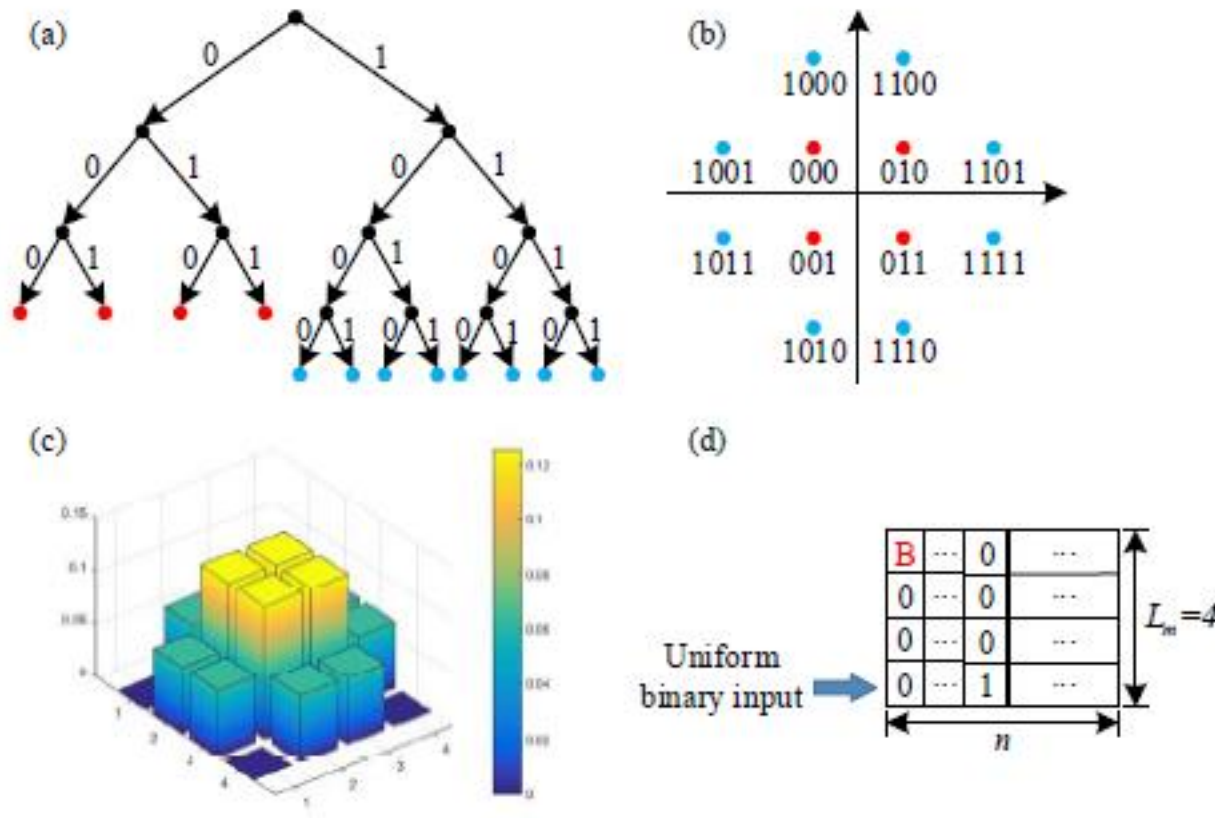 (a)
0 1
0 1 0 1
0 1 0 1 0 1 0 1
0 1 0 1 0 1 0 1
(b)
1000 1100
1001 000 010 1101
1011 001 011 1111
1010 1110
(c)
0.15
0.1
0.05
0
1 2 3 4
1 2 3 4
0.12
0.1
0.08
0.06
0.04
0.02
0
(d)
B ... 0 ...
0 ... 0 ...
0 ... 0 ...
0 ... 1 ...
Lm=4
Uniform
binary input
n